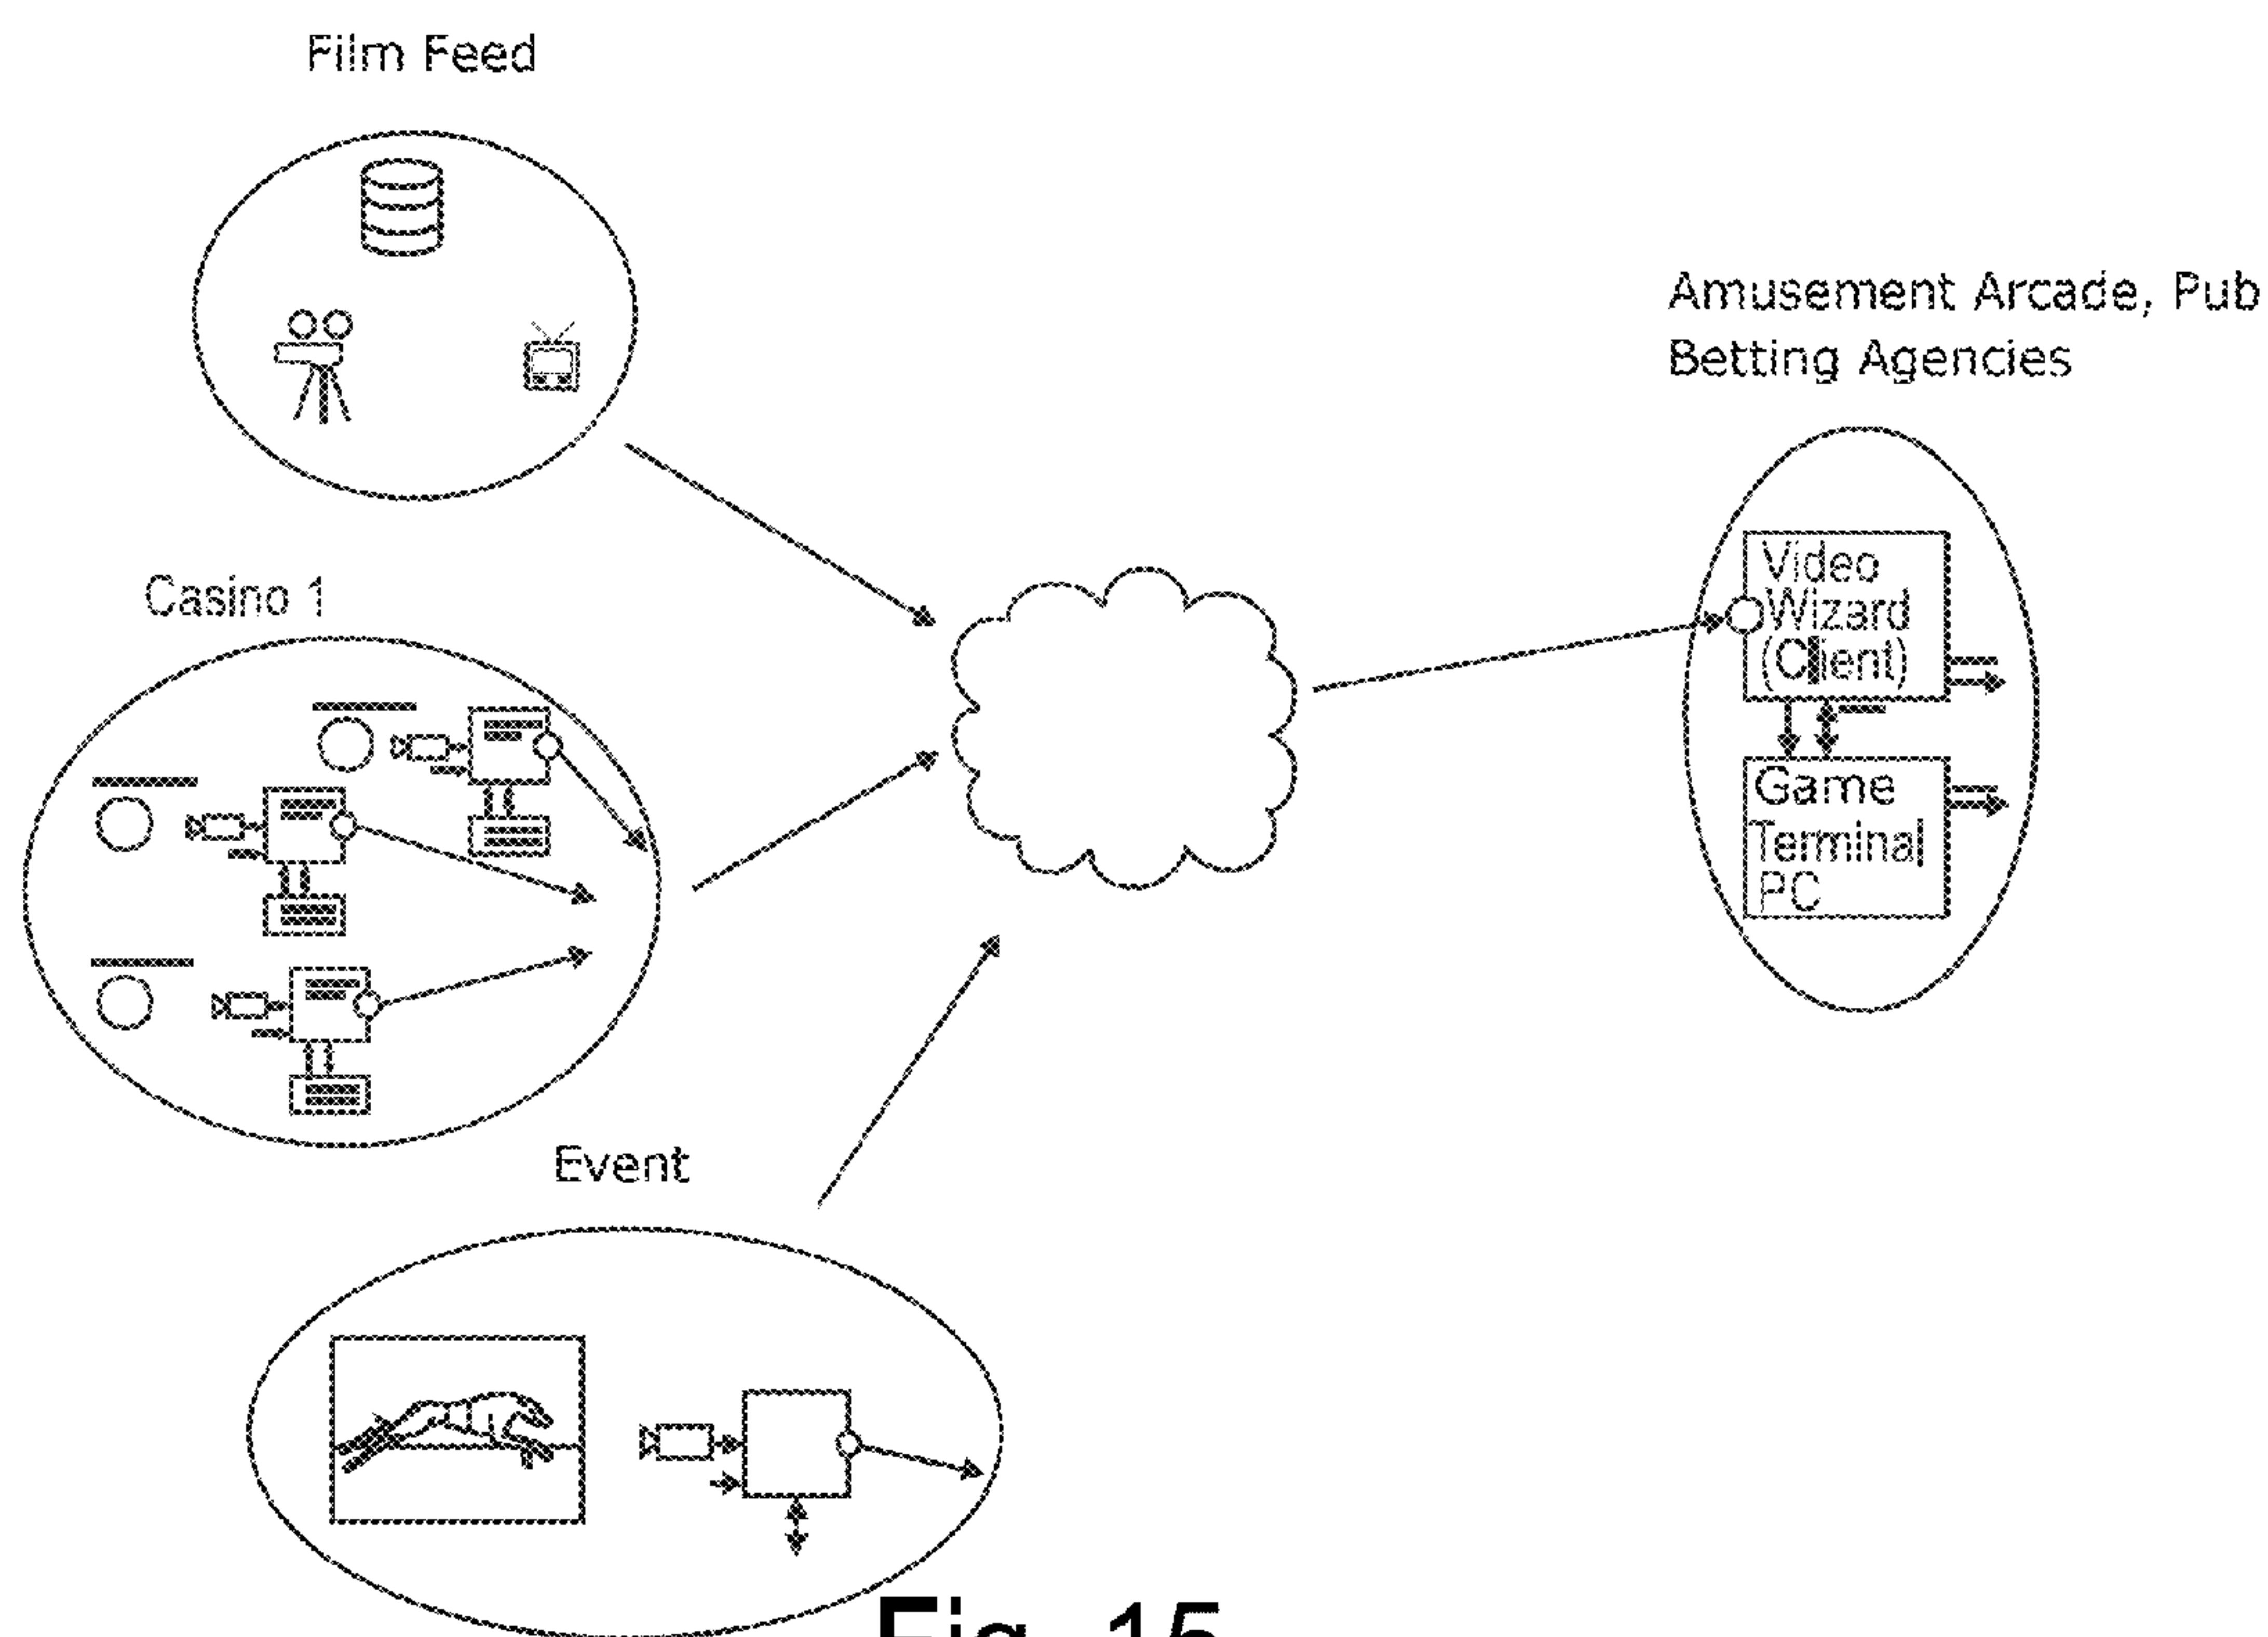 Film Feed
Amusement Arcade, Pub
Betting Agencies
Casino 1
Video
Wizard
(Client)
Game
Terminal
PC
Event
Fig. 15